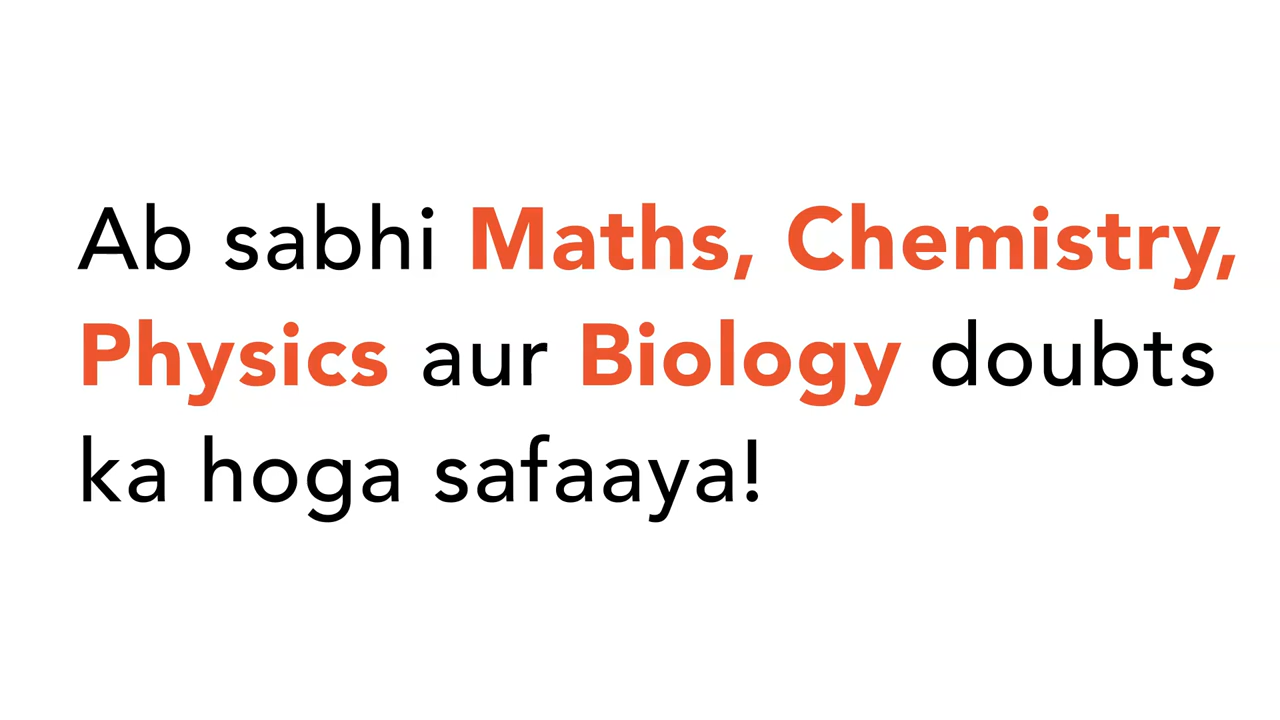 Ab sabhi Maths, Chemistry,
Physics aur Biology doubts
ka hoga safaaya!